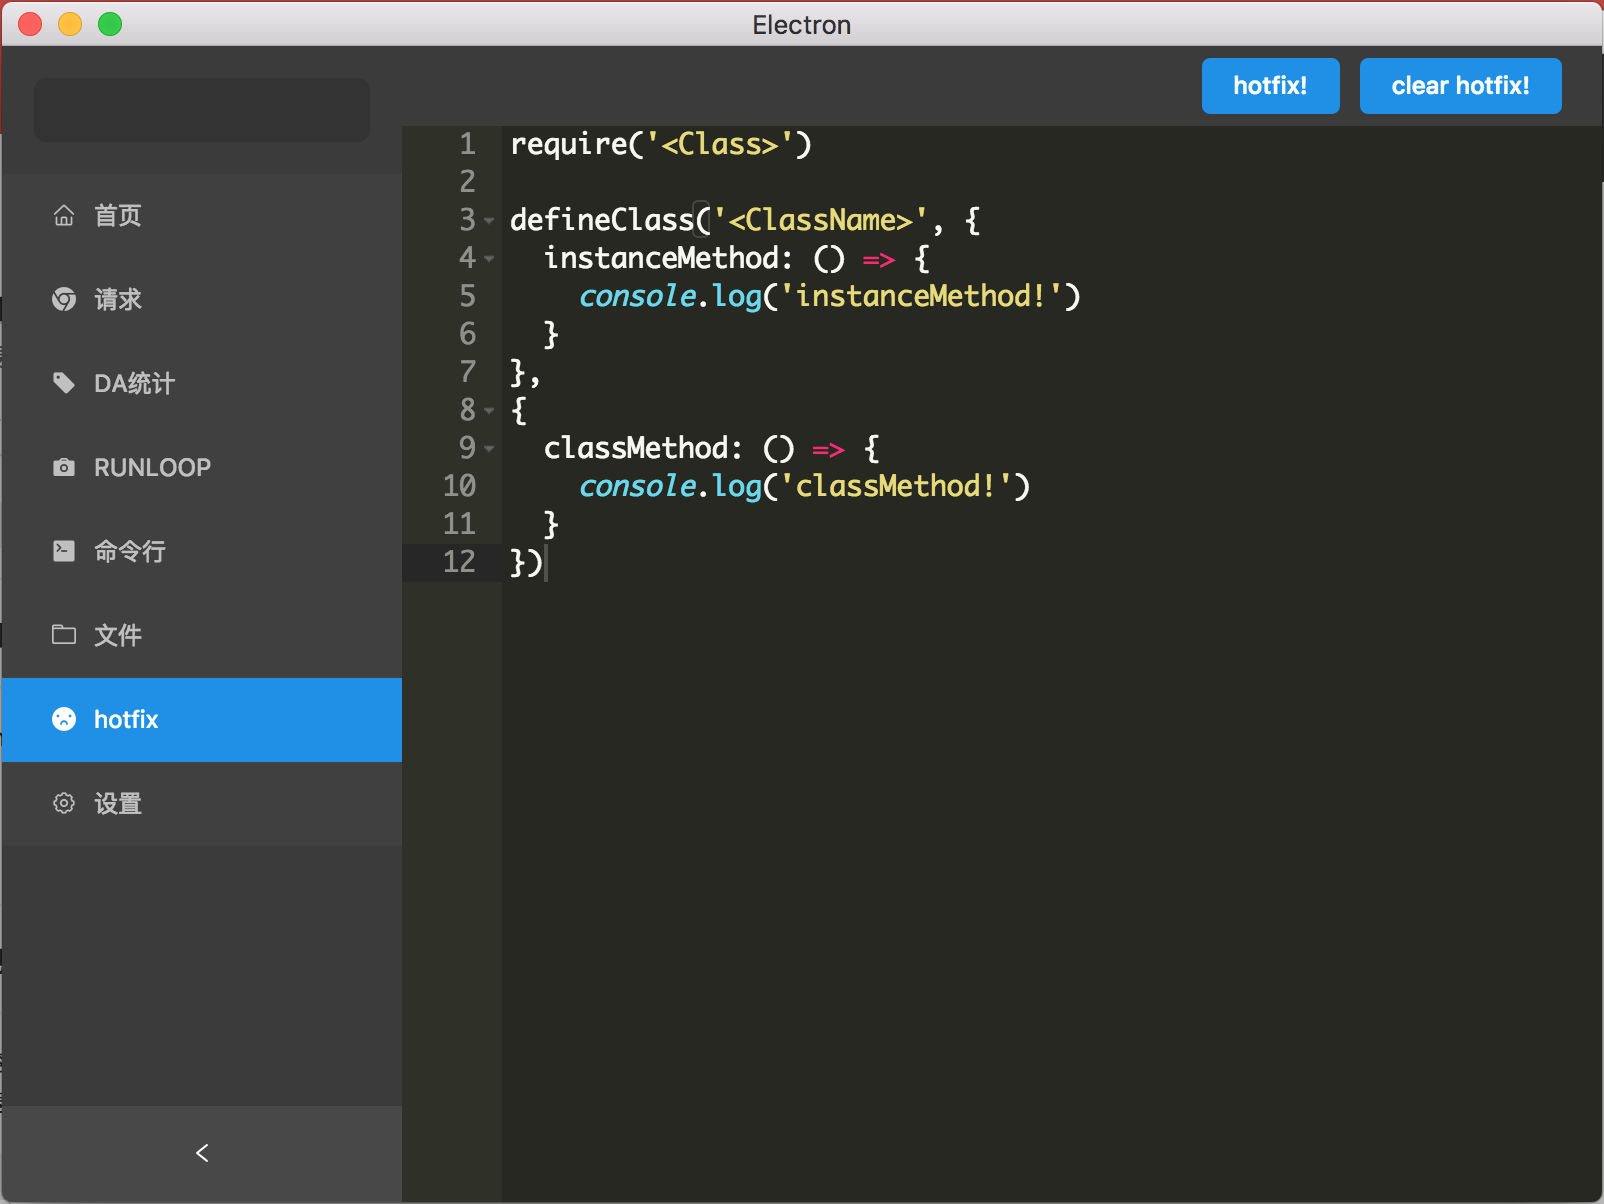 Electron
hotfix!
clear hotfix!
首页
请求
DA统计
RUNLOOP
命令行
文件
hotfix
设置
1 require('<Class>')
2
3 defineClass('<ClassName>', {
4   instanceMethod: () => {
5     console.log('instanceMethod!')
6   }
7 },
8 {
9   classMethod: () => {
10     console.log('classMethod!')
11   }
12 })